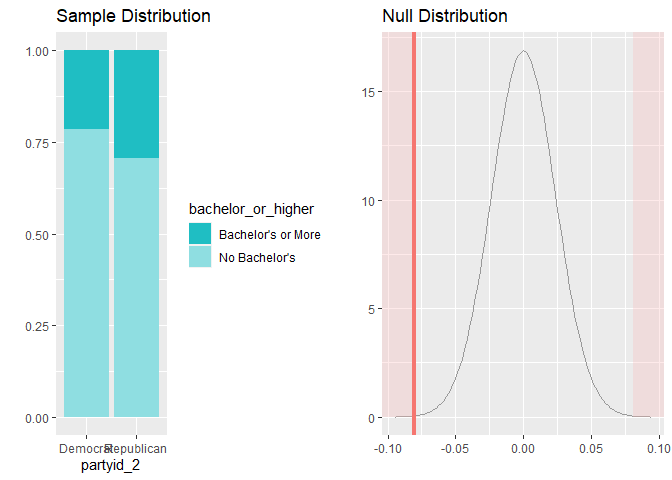 Sample Distribution
1.00
0.75
0.50
0.25
0.00
Democrat Republican
partyid_2
bachelor_or_higher
Bachelor's or More
No Bachelor's
Null Distribution
15
10
5
0
-0.10 -0.05 0.00 0.05 0.10